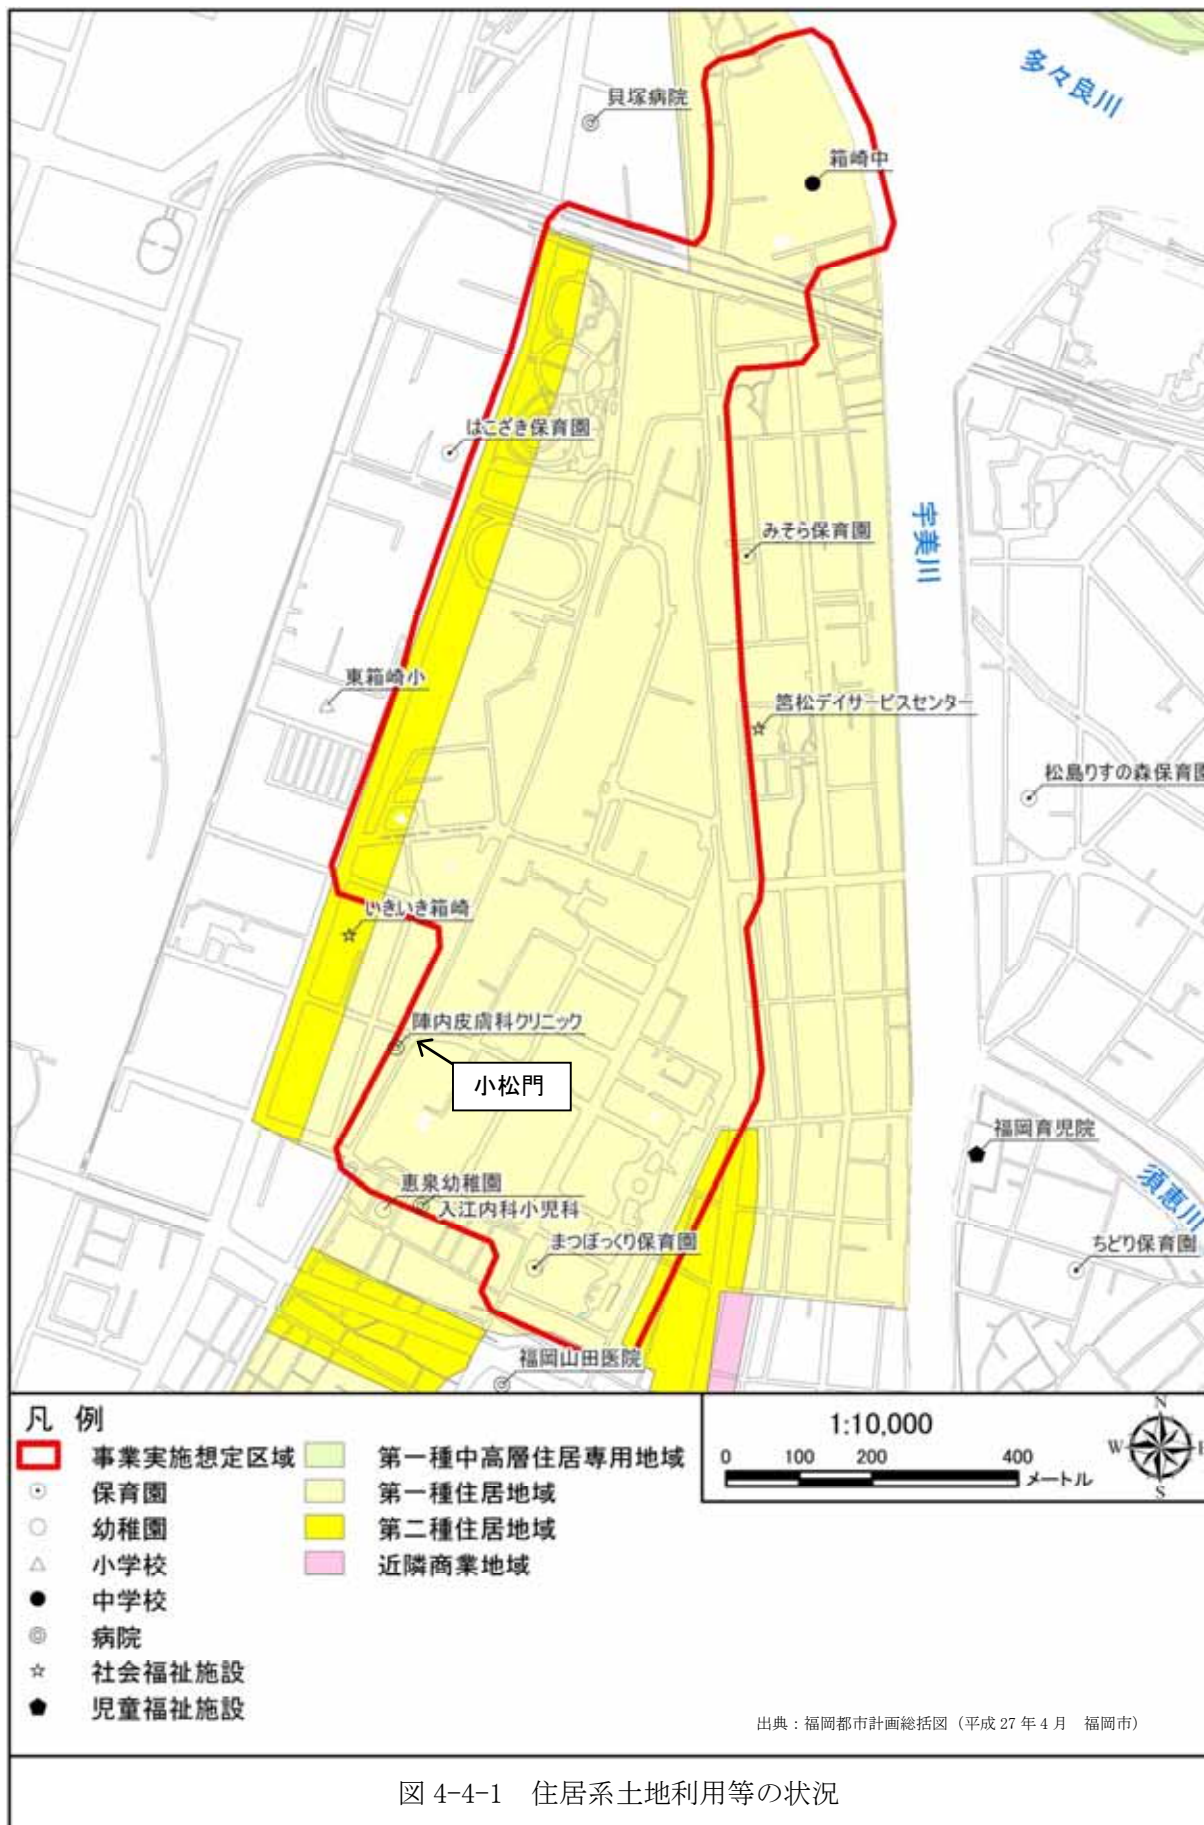 多々良川
貝塚病院
箱崎中
はこざき保育園
みそら保育園
宇美川
東箱崎小
筥松デイサービスセンター
松島りすの森保育園
いきいき箱崎
陣内皮膚科クリニック
小松門
福岡育児院
須恵川
恵泉幼稚園
入江内科小児科
まつぼっくり保育園
ちどり保育園
福岡山田医院
凡 例
事業実施想定区域
保育園
幼稚園
小学校
中学校
病院
社会福祉施設
児童福祉施設
第一種中高層住居専用地域
第一種住居地域
第二種住居地域
近隣商業地域
1:10,000
0 100 200 400
メートル
N
W E
S
出典：福岡都市計画総括図（平成 27 年 4 月 福岡市）
図 4-4-1 住居系土地利用等の状況